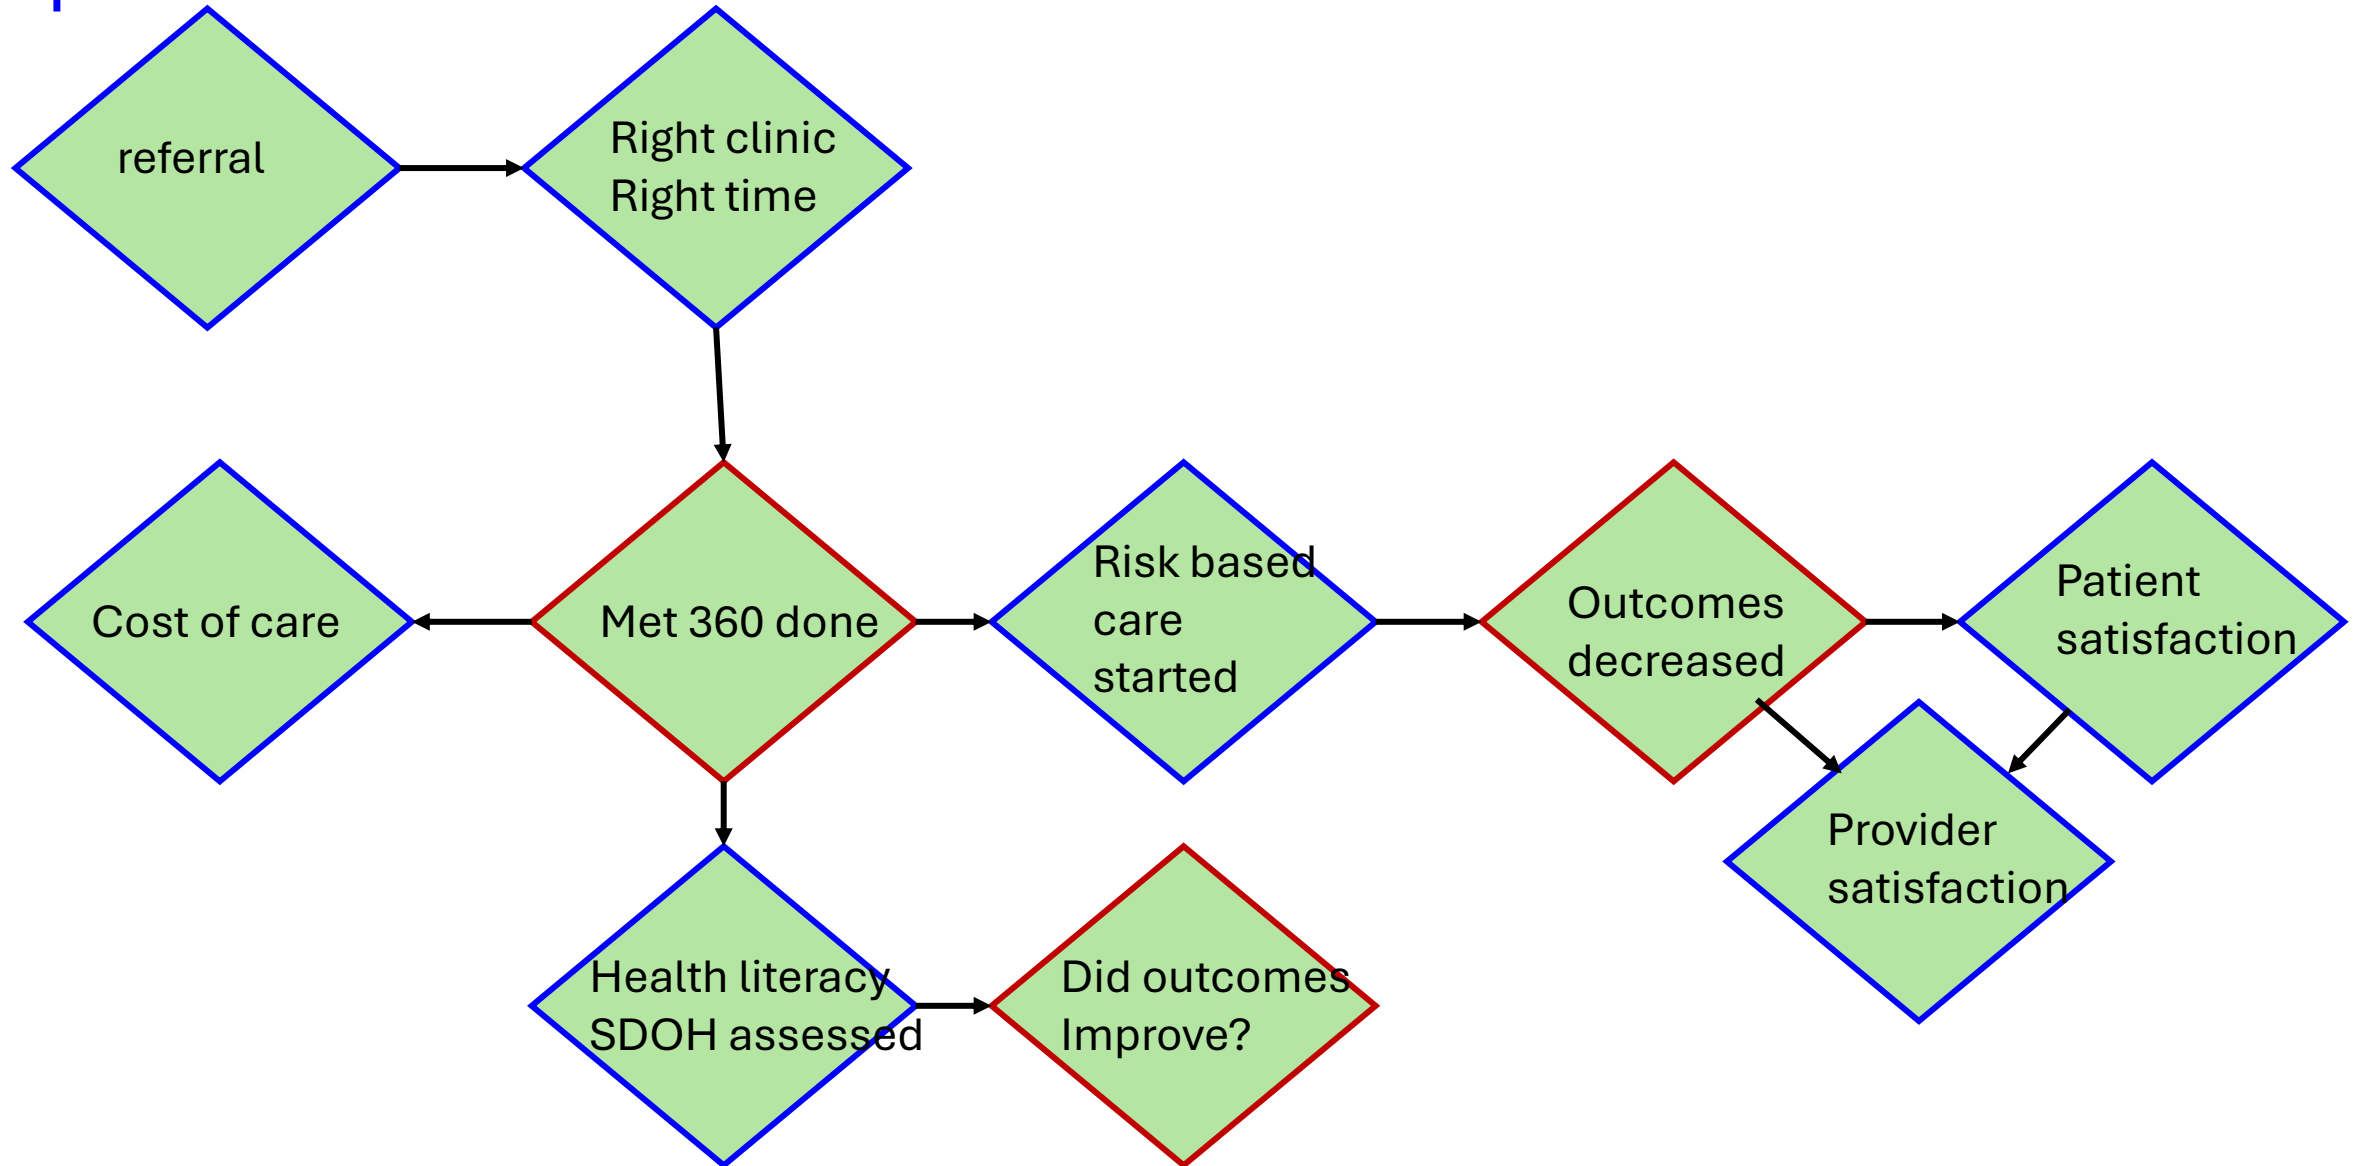 referral
Right clinic
Right time
Cost of care
Met 360 done
Risk based
care
started
Outcomes
decreased
Patient
satisfaction
Provider
satisfaction
Health literacy
SDOH assessed
Did outcomes
Improve?